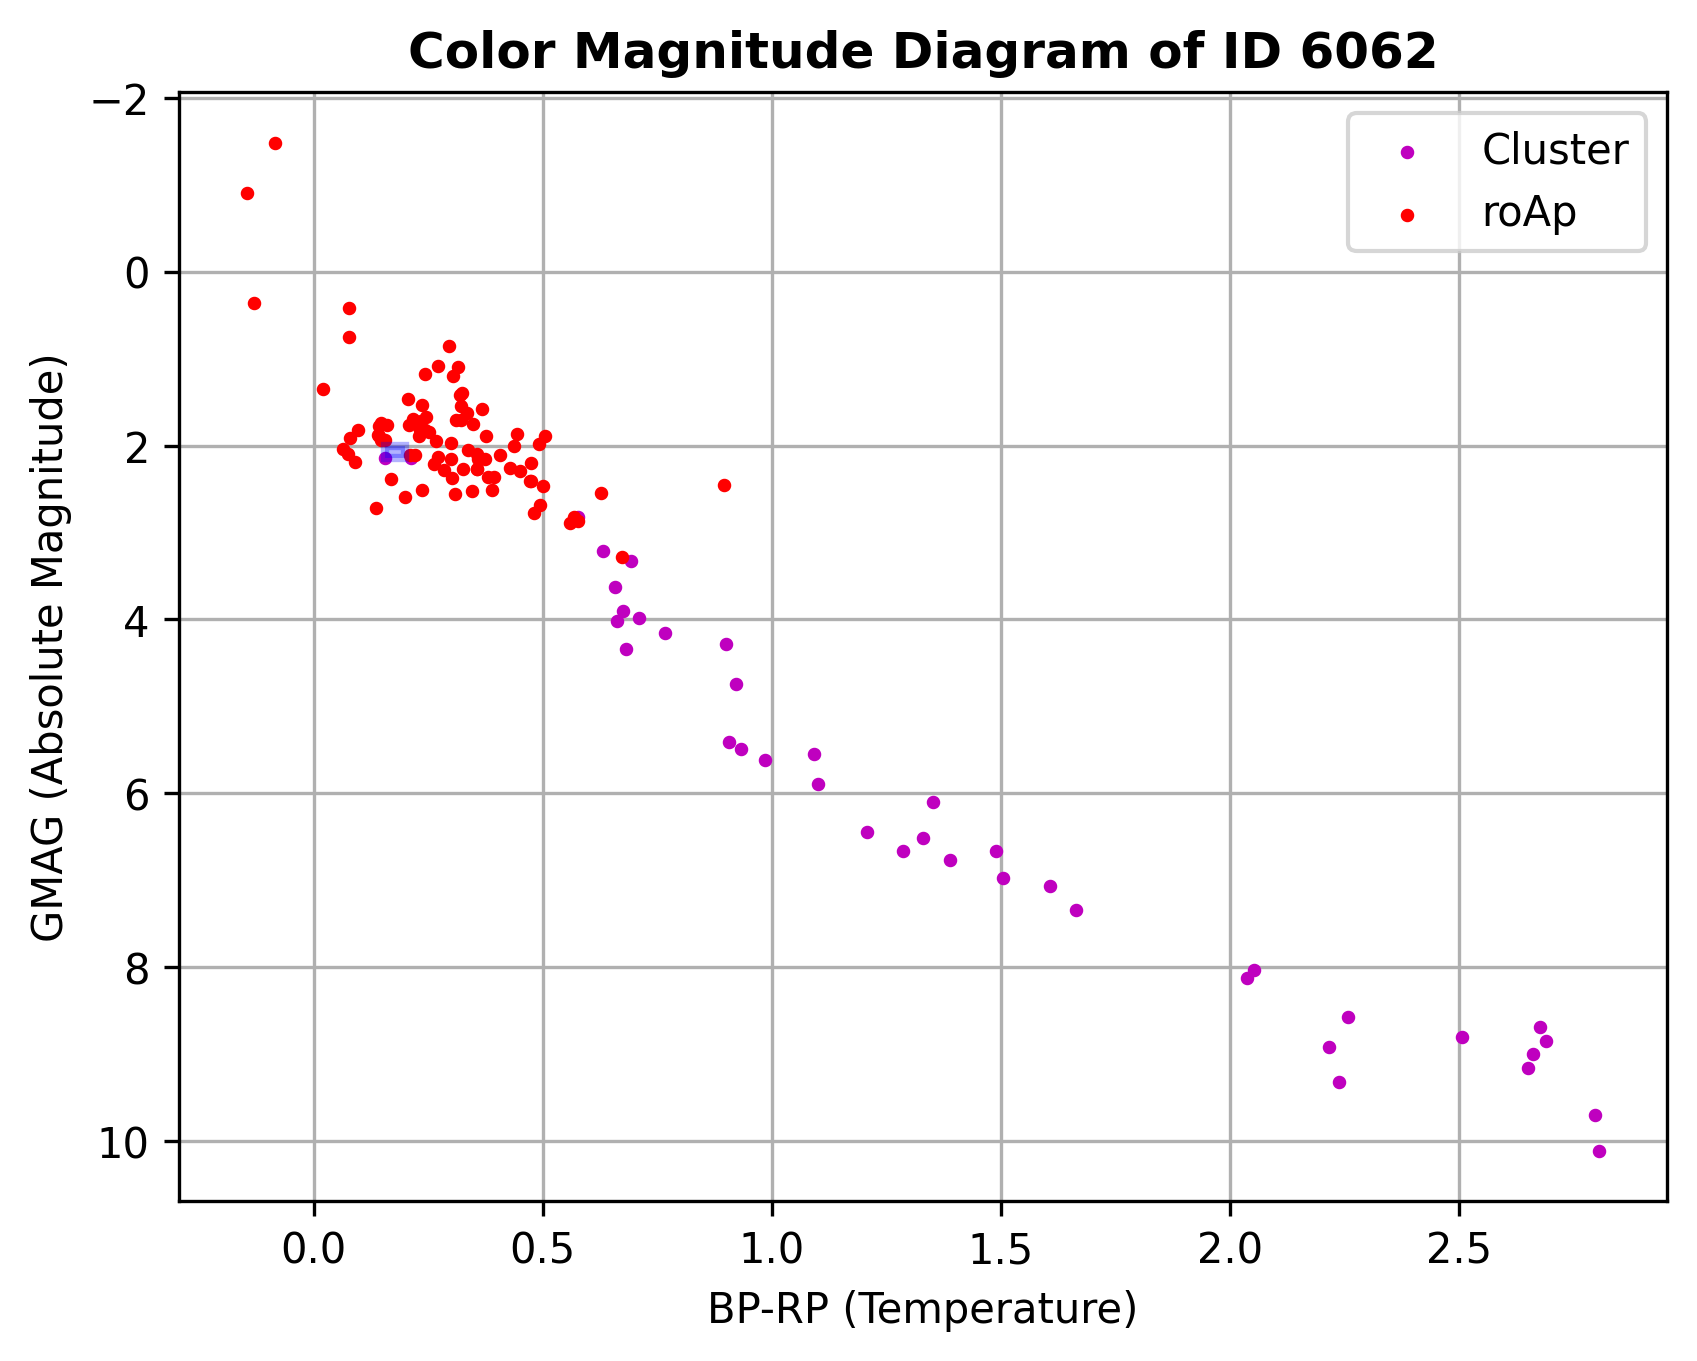 Color Magnitude Diagram of ID 6062
Cluster
roAp
GMAG (Absolute Magnitude)
−2
0
2
4
6
8
10
0.0 0.5 1.0 1.5 2.0 2.5
BP-RP (Temperature)